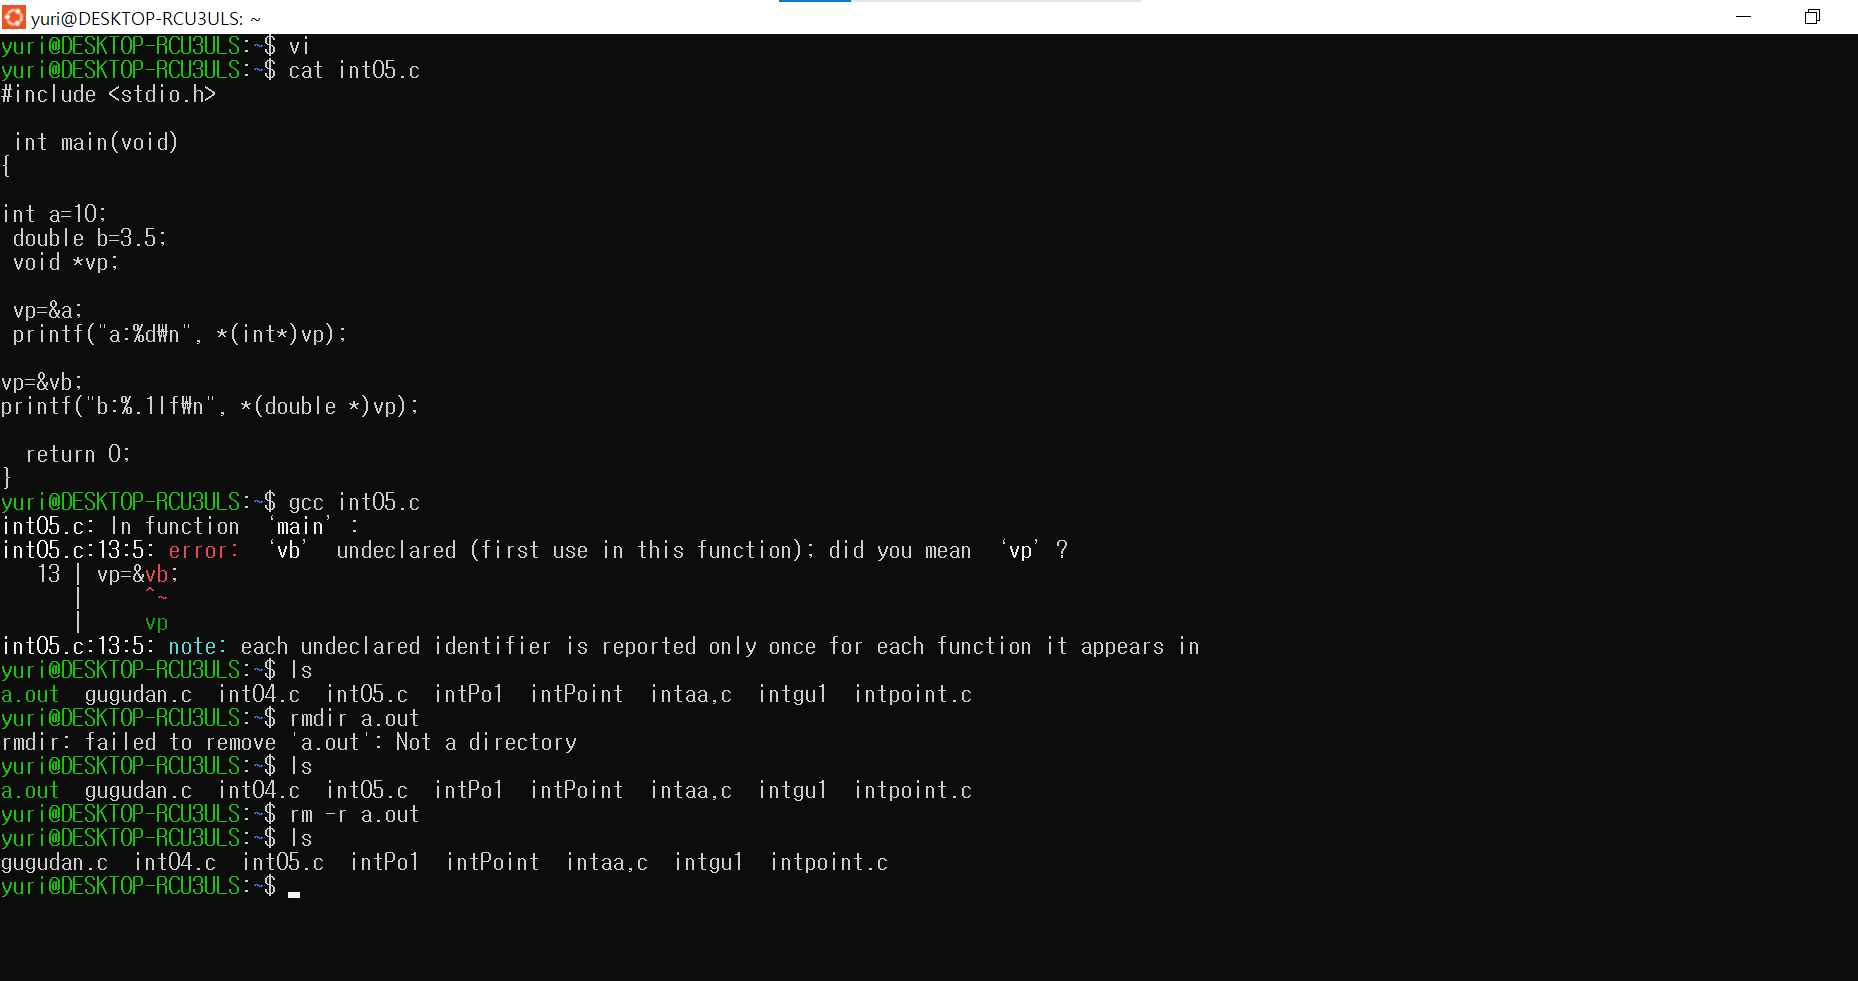 yuri@DESKTOP-RCU3ULS: ~
yuri@DESKTOP-RCU3ULS:~$ vi
yuri@DESKTOP-RCU3ULS:~$ cat int05.c
#include <stdio.h>
int main(void)
{
int a=10;
double b=3.5;
void *vp;
vp=&a;
printf("a:%d₩n", *(int*)vp);
vp=&vb;
printf("b:%.1lf₩n", *(double *)vp);
return 0;
}
yuri@DESKTOP-RCU3ULS:~$ gcc int05.c
int05.c: In function ‘main’:
int05.c:13:5: error: ‘vb’ undeclared (first use in this function); did you mean ‘vp’?
13 | vp=&vb;
| ^~
| vp
int05.c:13:5: note: each undeclared identifier is reported only once for each function it appears in
yuri@DESKTOP-RCU3ULS:~$ ls
a.out gugudan.c int04.c int05.c intPo1 intPoint intaa,c intgu1 intpoint.c
yuri@DESKTOP-RCU3ULS:~$ rmdir a.out
rmdir: failed to remove 'a.out': Not a directory
yuri@DESKTOP-RCU3ULS:~$ ls
a.out gugudan.c int04.c int05.c intPo1 intPoint intaa,c intgu1 intpoint.c
yuri@DESKTOP-RCU3ULS:~$ rm -r a.out
yuri@DESKTOP-RCU3ULS:~$ ls
gugudan.c int04.c int05.c intPo1 intPoint intaa,c intgu1 intpoint.c
yuri@DESKTOP-RCU3ULS:~$